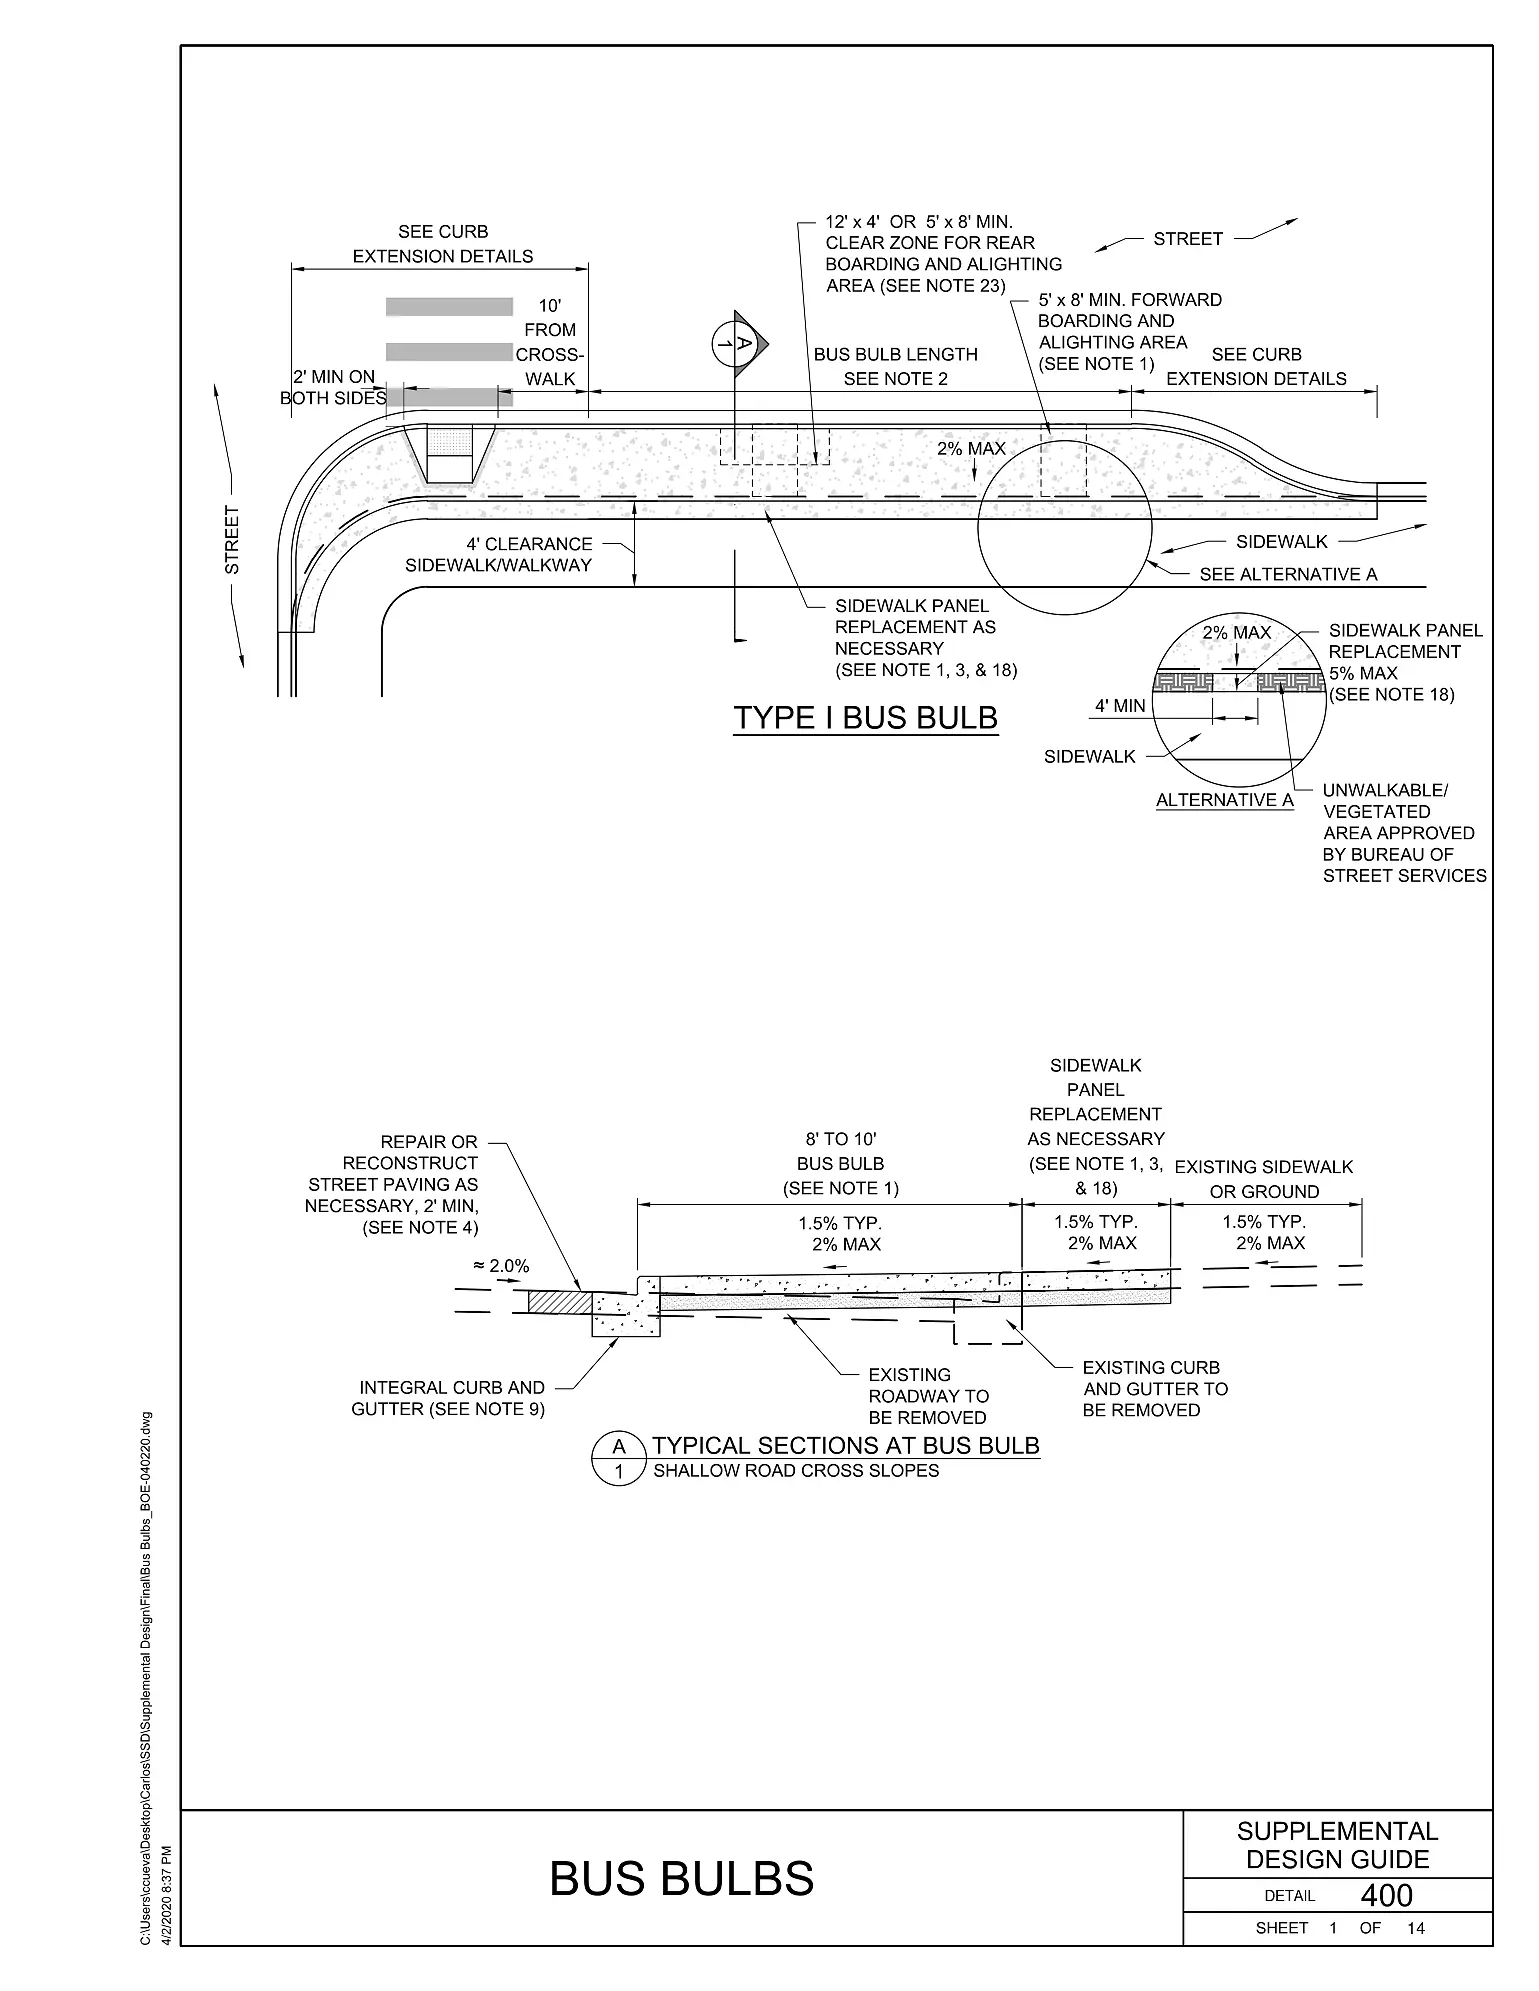 SEE CURB
EXTENSION DETAILS
12' x 4' OR 5' x 8' MIN.
CLEAR ZONE FOR REAR
BOARDING AND ALIGHTING
AREA (SEE NOTE 23)
STREET
5' x 8' MIN. FORWARD
BOARDING AND
ALIGHTING AREA
(SEE NOTE 1)
10'
FROM
CROSS-
WALK
2' MIN ON
BOTH SIDES
A
1
BUS BULB LENGTH
SEE NOTE 2
SEE CURB
EXTENSION DETAILS
2% MAX
STREET
4' CLEARANCE
SIDEWALK/WALKWAY
SIDEWALK
SEE ALTERNATIVE A
SIDEWALK PANEL
REPLACEMENT AS
NECESSARY
(SEE NOTE 1, 3, & 18)
2% MAX
SIDEWALK PANEL
REPLACEMENT
5% MAX
(SEE NOTE 18)
4' MIN
SIDEWALK
TYPE I BUS BULB
ALTERNATIVE A
UNWALKABLE/
VEGETATED
AREA APPROVED
BY BUREAU OF
STREET SERVICES
REPAIR OR
RECONSTRUCT
STREET PAVING AS
NECESSARY, 2' MIN,
(SEE NOTE 4)
8' TO 10'
BUS BULB
(SEE NOTE 1)
SIDEWALK
PANEL
REPLACEMENT
AS NECESSARY
(SEE NOTE 1, 3,
& 18)
EXISTING SIDEWALK
OR GROUND
1.5% TYP.
2% MAX
1.5% TYP.
2% MAX
1.5% TYP.
2% MAX
≈ 2.0%
INTEGRAL CURB AND
GUTTER (SEE NOTE 9)
EXISTING
ROADWAY TO
BE REMOVED
EXISTING CURB
AND GUTTER TO
BE REMOVED
A
1
TYPICAL SECTIONS AT BUS BULB
SHALLOW ROAD CROSS SLOPES
C:\Users\ccueva\Desktop\Carlos\SSD\Supplemental Design\Final\Bus Bulbs_BOE-040220.dwg
4/2/2020 8:37 PM
BUS BULBS
SUPPLEMENTAL
DESIGN GUIDE
DETAIL 400
SHEET 1 OF 14